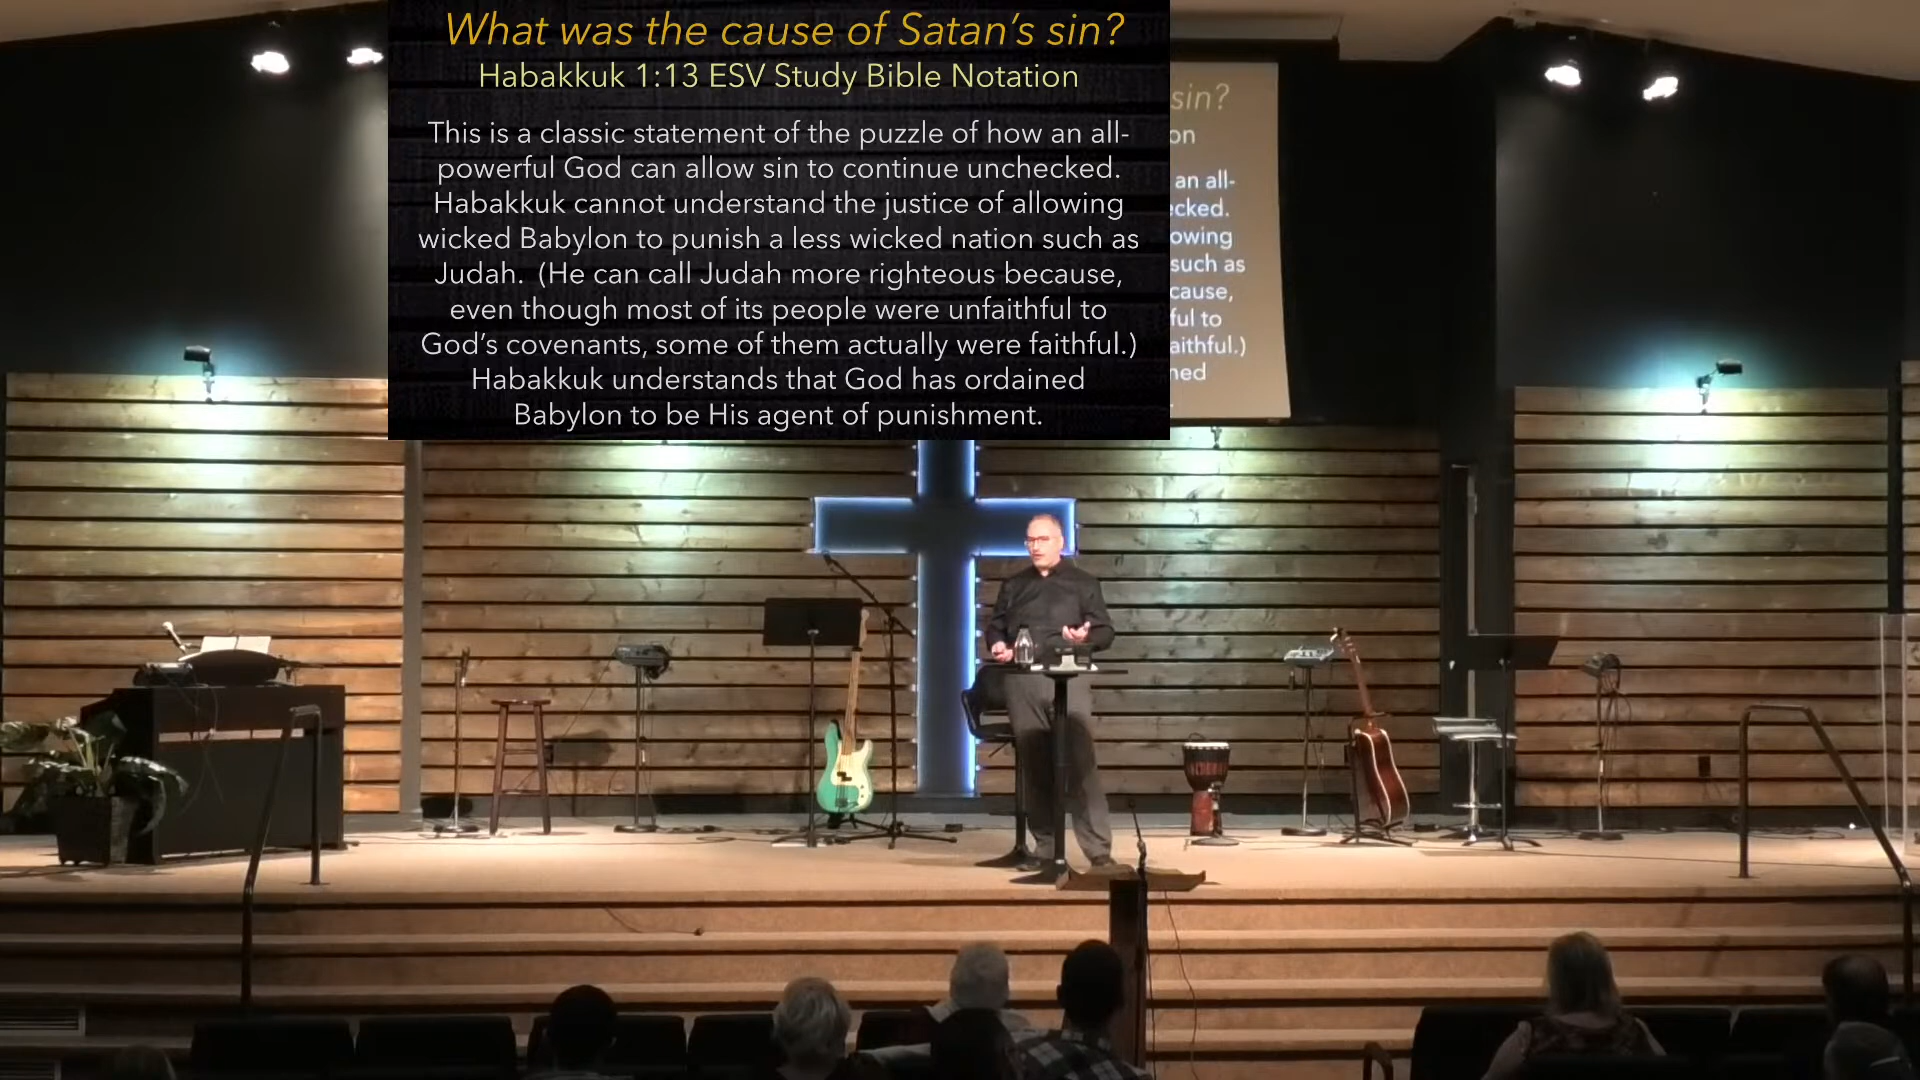 What was the cause of Satan's sin?
Habakkuk 1:13 ESV Study Bible Notation
This is a classic statement of the puzzle of how an all-
powerful God can allow sin to continue unchecked.
Habakkuk cannot understand the justice of allowing
wicked Babylon to punish a less wicked nation such as
Judah.  (He can call Judah more righteous because,
even though most of its people were unfaithful to
God's covenants, some of them actually were faithful.)
Habakkuk understands that God has ordained
Babylon to be His agent of punishment.
sin?
on
an all-
ecked.
owing
such as
cause,
ful to
aithful.)
ned